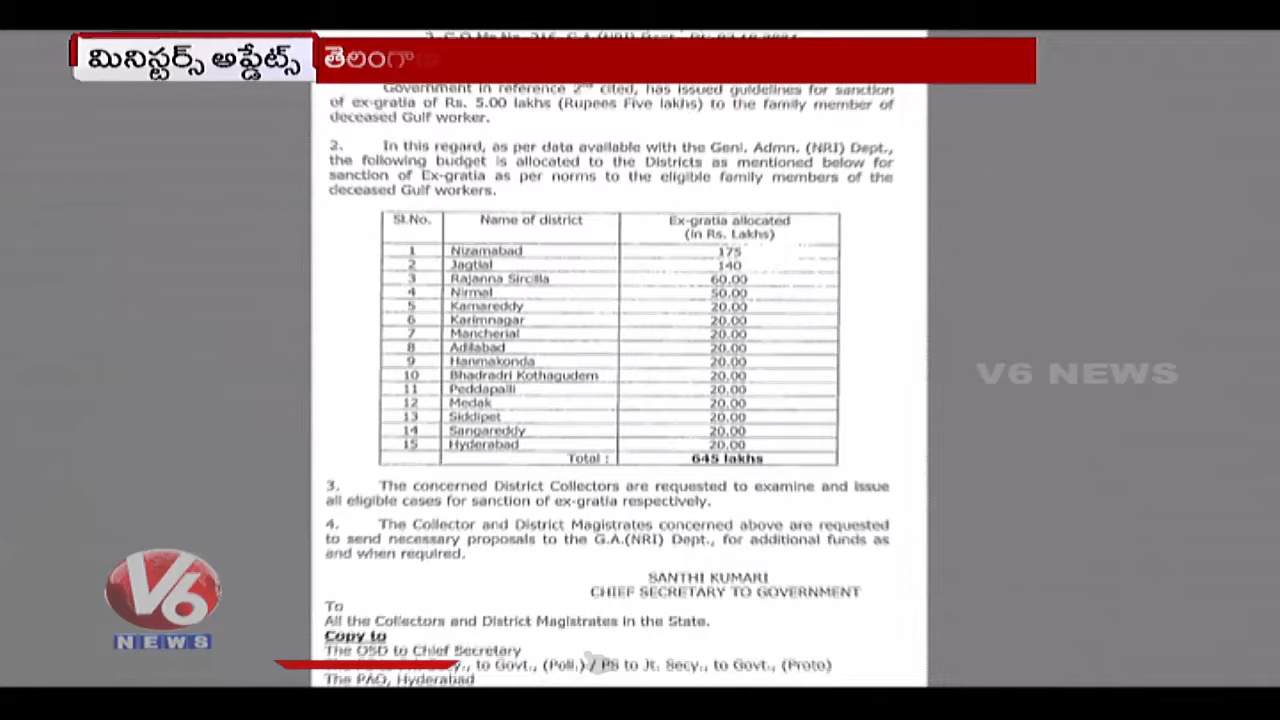 మినిస్టర్స్ అప్డేట్స్
తెలంగా
Government in reference 2nd cited, has issued guidelines for sanction
of ex-gratia of Rs. 5.00 lakhs (Rupees Five lakhs) to the family member of
deceased Gulf worker.
2. In this regard, as per data available with the Genl. Admn. (NRI) Dept.,
the following budget is allocated to the Districts as mentioned below for
sanction of Ex-gratia as per norms to the eligible family members of the
deceased Gulf workers.
Sl.No. Name of district Ex-gratia allocated
(in Rs. Lakhs)
1 Nizamabad 175
2 Jagtial 140
3 Rajanna Sircilla 60.00
4 Nirmal 50.00
5 Kamareddy 20.00
6 Karimnagar 20.00
7 Mancherial 20.00
8 Adilabad 20.00
9 Hanmakonda 20.00
10 Bhadradri Kothagudem 20.00
11 Peddapalli 20.00
12 Medak 20.00
13 Siddipet 20.00
14 Sangareddy 20.00
15 Hyderabad 20.00
Total : 645 lakhs
3. The concerned District Collectors are requested to examine and issue
all eligible cases for sanction of ex-gratia respectively.
4. The Collector and District Magistrates concerned above are requested
to send necessary proposals to the G.A.(NRI) Dept., for additional funds as
and when required.
SANTHI KUMARI
CHIEF SECRETARY TO GOVERNMENT
To
All the Collectors and District Magistrates in the State.
Copy to
The OSD to Chief Secretary
to Govt., (Poll.) / PS to Jt. Secy., to Govt., (Proto)
The PAO, Hyderabad
V6 NEWS
V6
NEWS